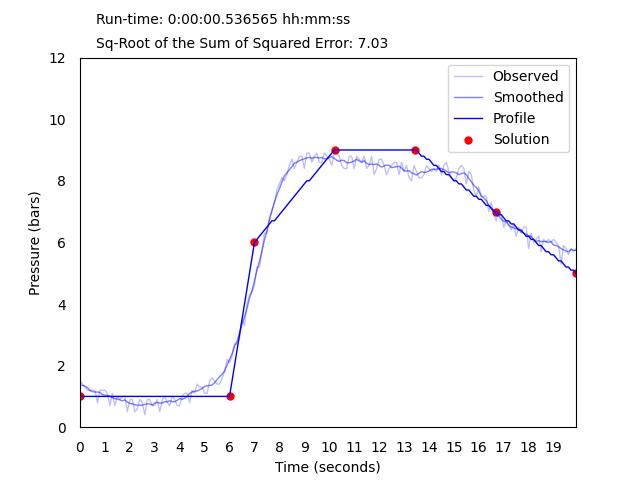 Run-time: 0:00:00.536565 hh:mm:ss
Sq-Root of the Sum of Squared Error: 7.03
12
10
8
6
4
2
0
Pressure (bars)
Observed
Smoothed
Profile
Solution
0 1 2 3 4 5 6 7 8 9 10 11 12 13 14 15 16 17 18 19
Time (seconds)